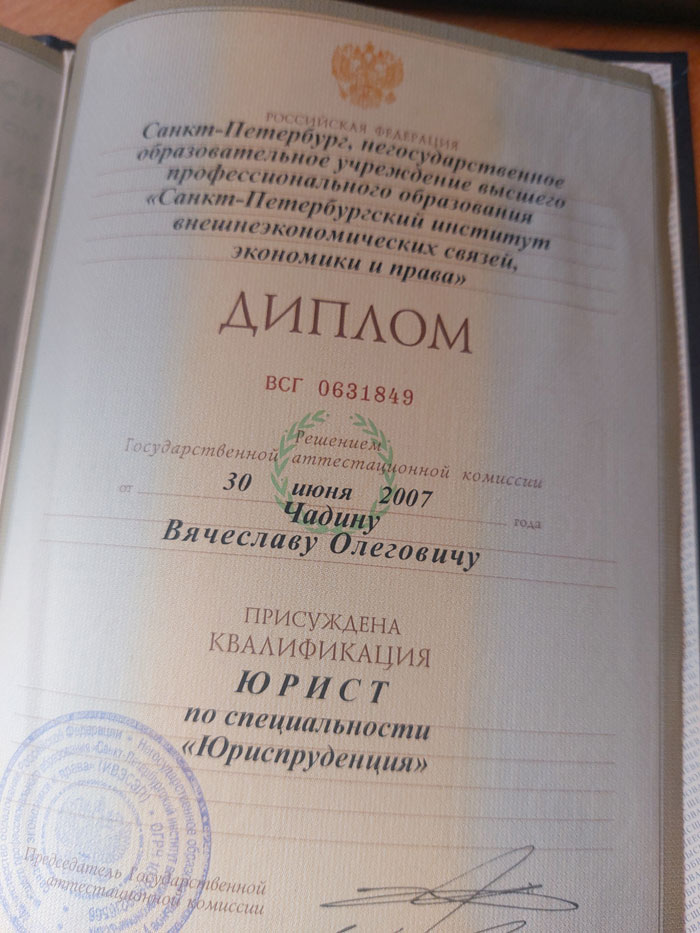 РОССИЙСКАЯ ФЕДЕРАЦИЯ
Санкт-Петербург, негосударственное
образовательное учреждение высшего
профессионального образования
«Санкт-Петербургский институт
внешнеэкономических связей,
экономики и права»
ДИПЛОМ
ВСГ 0631849
Решением
Государственной аттестационной комиссии
от 30 июня 2007 года
Чадину
Вячеславу Олеговичу
ПРИСУЖДЕНА
КВАЛИФИКАЦИЯ
ЮРИСТ
по специальности
«Юриспруденция»
Председатель Государственной
аттестационной комиссии